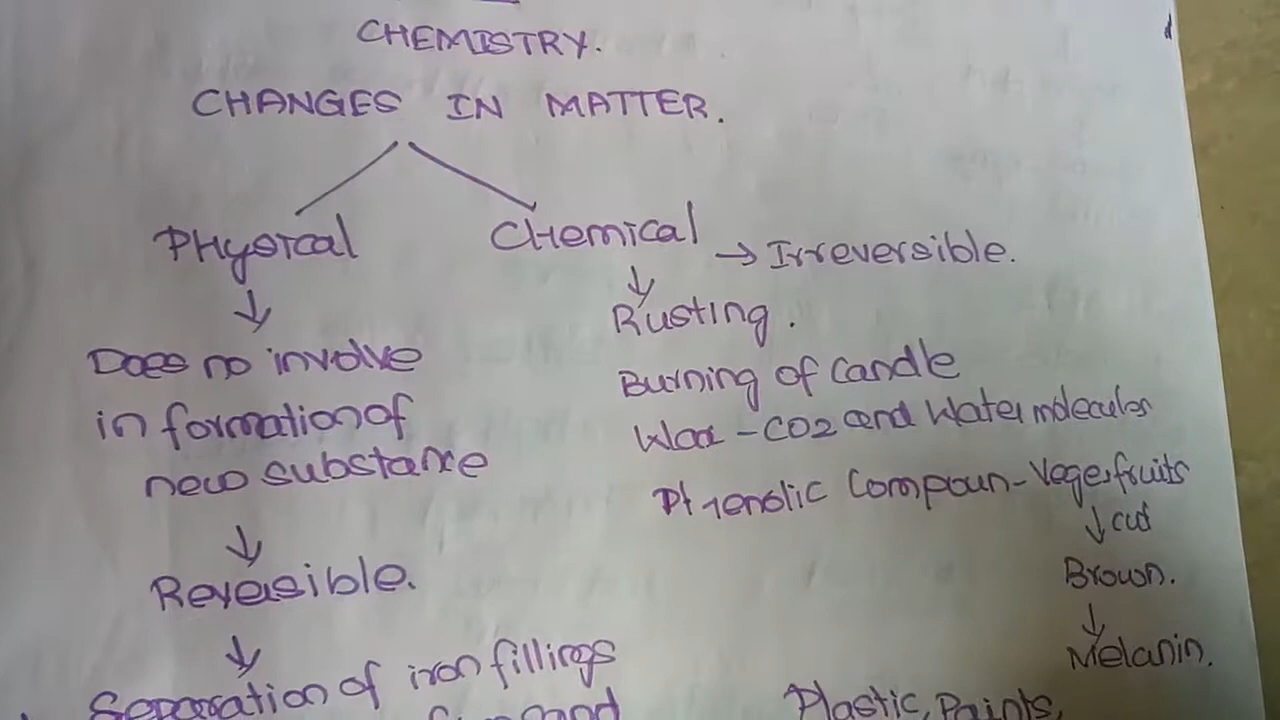 CHEMISTRY.
CHANGES IN MATTER.
Physical
Chemical → Irreversible.
↓
Does no involve
in formation of
new substance
↓
Reversible.
↓
Separation of iron fillings
sand
↓
Rusting.
Burning of candle
Wax - CO2 and Water molecules
Phenolic Compoun - Vege, fruits
↓ cut
Brown.
↓
Melanin.
Plastic, Paints,